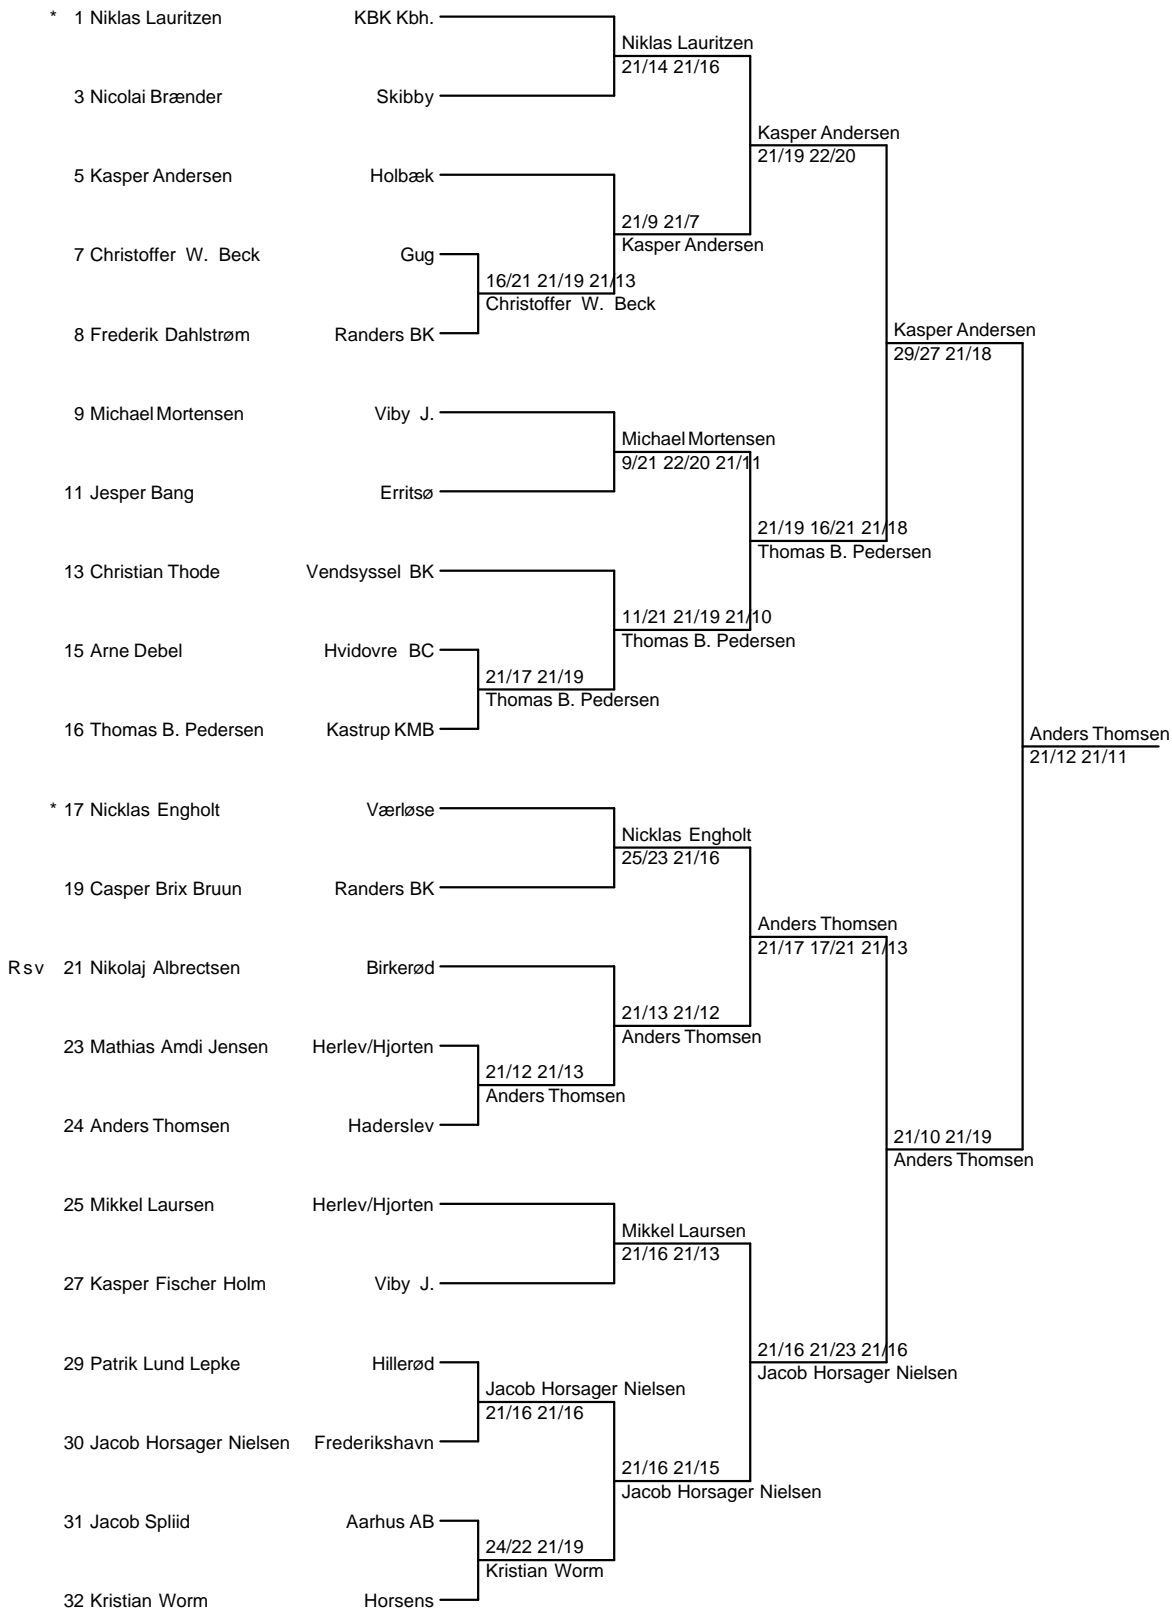 * 1 Niklas Lauritzen KBK Kbh.
Niklas Lauritzen
21/14 21/16
3 Nicolai Brænder Skibby
Kasper Andersen
21/19 22/20
5 Kasper Andersen Holbæk
21/9 21/7
Kasper Andersen
7 Christoffer W. Beck Gug
16/21 21/19 21/13
Christoffer W. Beck
8 Frederik Dahlstrøm Randers BK
Kasper Andersen
29/27 21/18
9 Michael Mortensen Viby J.
Michael Mortensen
9/21 22/20 21/11
11 Jesper Bang Erritsø
21/19 16/21 21/18
Thomas B. Pedersen
13 Christian Thode Vendsyssel BK
11/21 21/19 21/10
Thomas B. Pedersen
15 Arne Debel Hvidovre BC
21/17 21/19
Thomas B. Pedersen
16 Thomas B. Pedersen Kastrup KMB
Anders Thomsen
21/12 21/11
* 17 Nicklas Engholt Værløse
Nicklas Engholt
25/23 21/16
19 Casper Brix Bruun Randers BK
Anders Thomsen
21/17 17/21 21/13
Rsv 21 Nikolaj Albrectsen Birkerød
21/13 21/12
Anders Thomsen
23 Mathias Amdi Jensen Herlev/Hjorten
21/12 21/13
Anders Thomsen
24 Anders Thomsen Haderslev
21/10 21/19
Anders Thomsen
25 Mikkel Laursen Herlev/Hjorten
Mikkel Laursen
21/16 21/13
27 Kasper Fischer Holm Viby J.
21/16 21/23 21/16
Jacob Horsager Nielsen
29 Patrik Lund Lepke Hillerød
Jacob Horsager Nielsen
21/16 21/16
30 Jacob Horsager Nielsen Frederikshavn
21/16 21/15
Jacob Horsager Nielsen
31 Jacob Spliid Aarhus AB
24/22 21/19
Kristian Worm
32 Kristian Worm Horsens